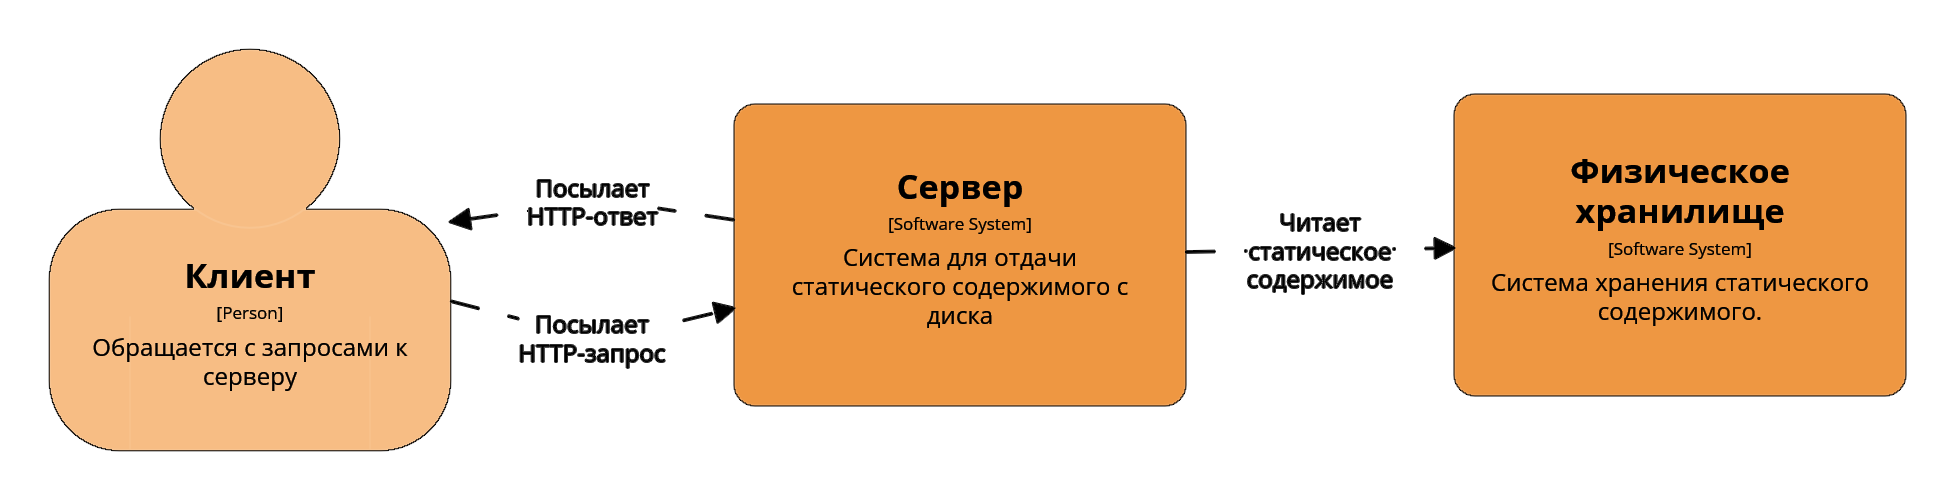 Клиент
[Person]
Обращается с запросами к
серверу
Посылает
HTTP-ответ
Посылает
HTTP-запрос
Сервер
[Software System]
Система для отдачи
статического содержимого с
диска
Читает
статическое
содержимое
Физическое
хранилище
[Software System]
Система хранения статического
содержимого.